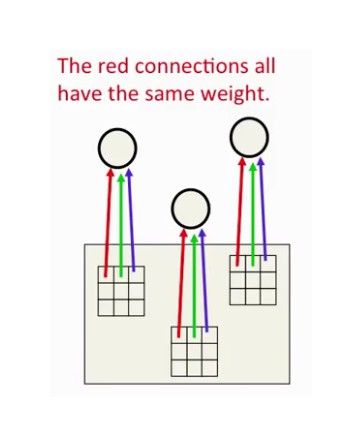 The red connections all
have the same weight.